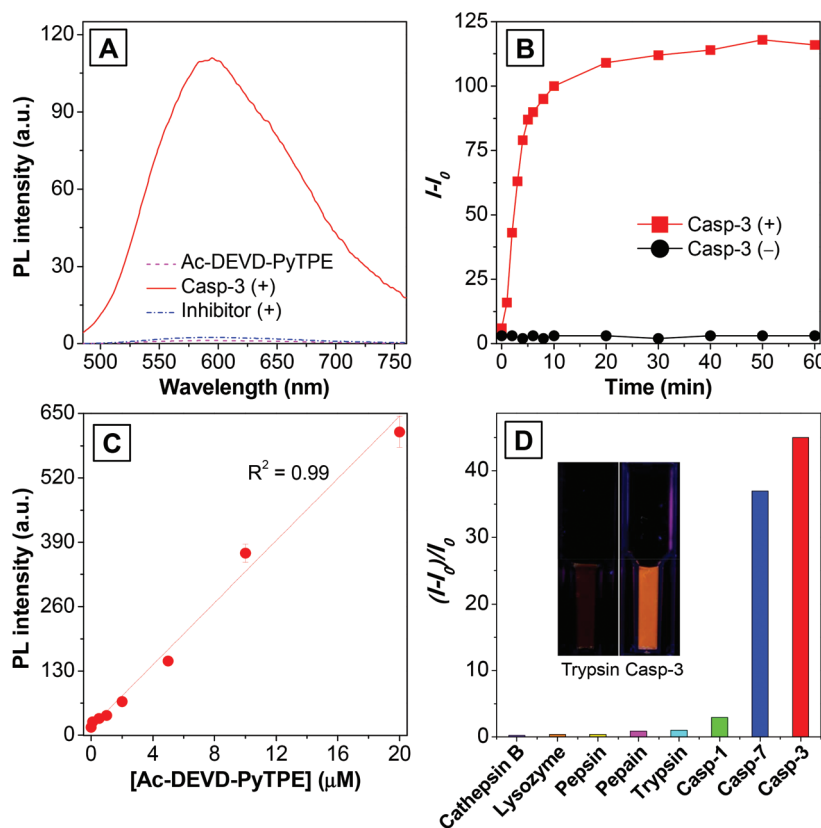 A
PL intensity (a.u.)
120
90
60
30
0
Ac-DEVD-PyTPE
Casp-3 (+)
Inhibitor (+)
500 550 600 650 700 750
Wavelength (nm)
B
I-I0
125
100
75
50
25
0
Casp-3 (+)
Casp-3 (–)
0 10 20 30 40 50 60
Time (min)
C
PL intensity (a.u.)
650
520
390
260
130
0
R² = 0.99
0 4 8 12 16 20
[Ac-DEVD-PyTPE] (μM)
D
(I-I0)/I0
40
30
20
10
0
Trypsin Casp-3
Cathepsin B
Lysozyme
Pepsin
Pepain
Trypsin
Casp-1
Casp-7
Casp-3